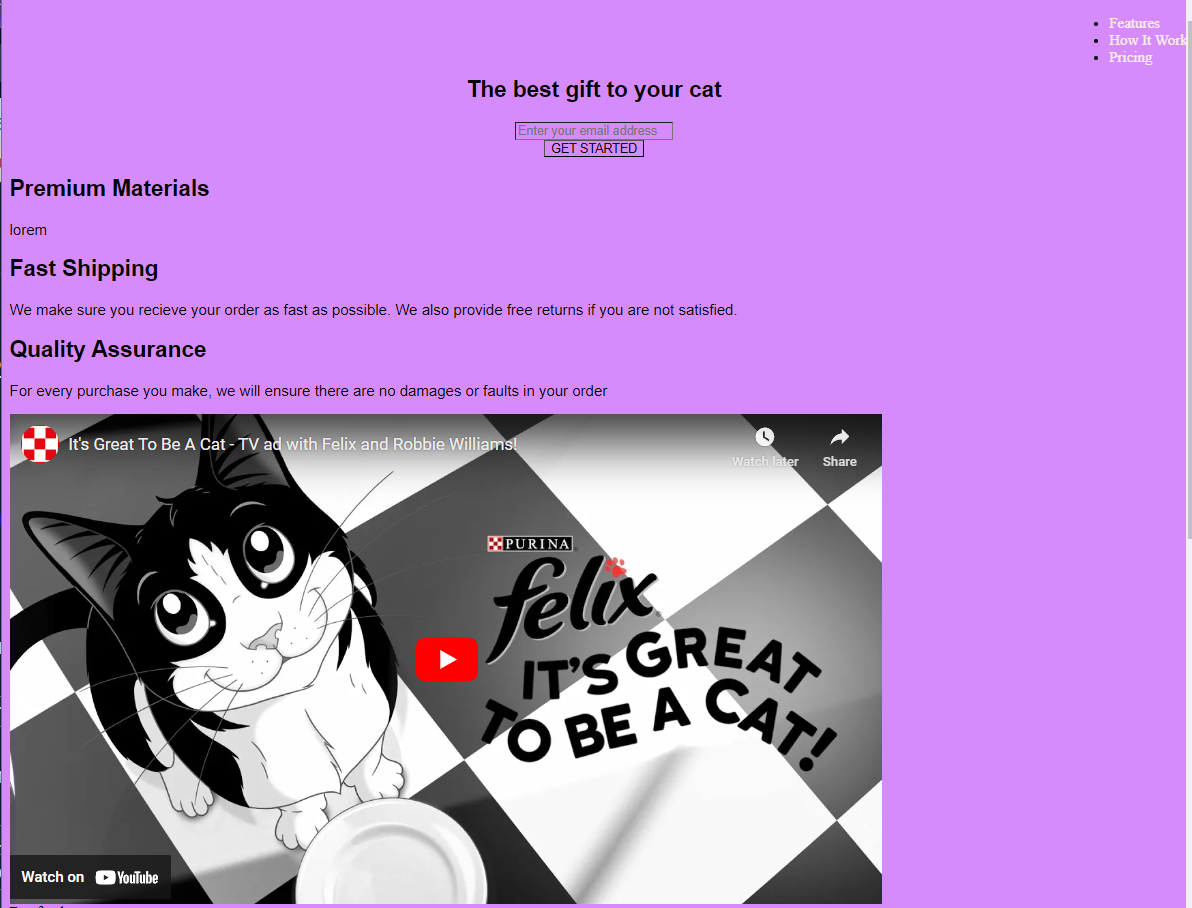 Features
How It Work
Pricing
The best gift to your cat
Enter your email address
GET STARTED
Premium Materials
lorem
Fast Shipping
We make sure you recieve your order as fast as possible. We also provide free returns if you are not satisfied.
Quality Assurance
For every purchase you make, we will ensure there are no damages or faults in your order
It's Great To Be A Cat - TV ad with Felix and Robbie Williams!
Watch later
Share
PURINA
felix
IT'S GREAT
TO BE A CAT!
Watch on YouTube